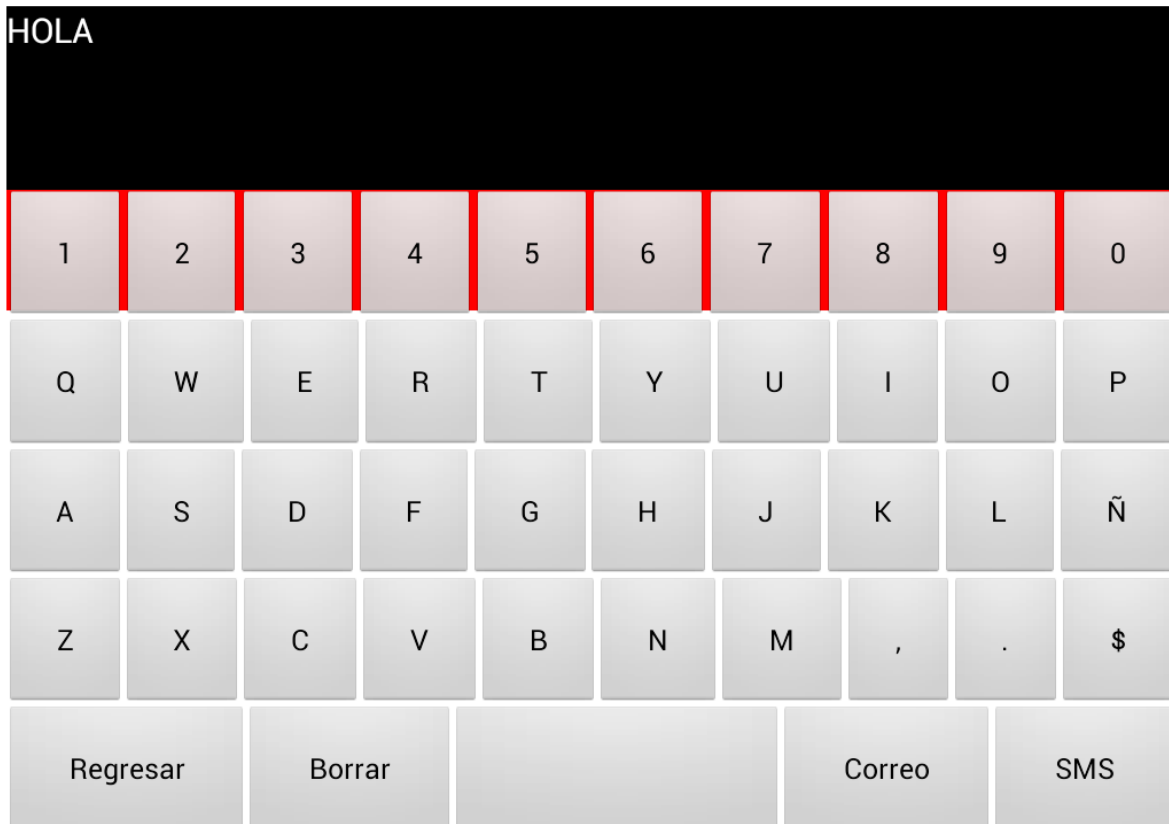 HOLA
1 2 3 4 5 6 7 8 9 0
Q W E R T Y U I O P
A S D F G H J K L Ñ
Z X C V B N M , . $
Regresar Borrar Correo SMS